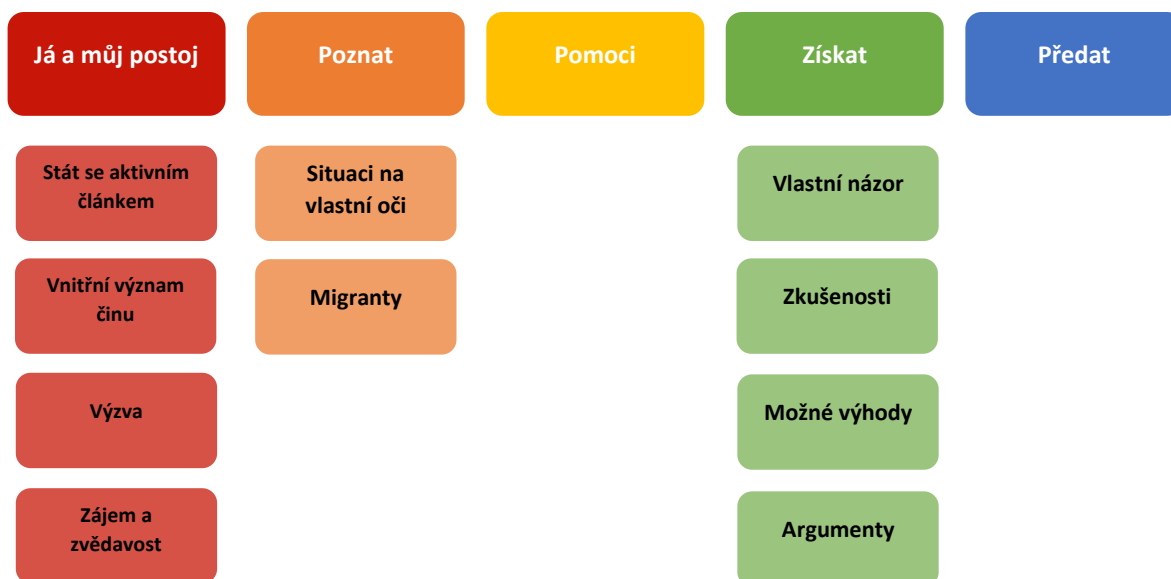 Já a můj postoj
Poznat
Pomoci
Získat
Předat
Stát se aktivním
článkem
Situaci na
vlastní oči
Vlastní názor
Vnitřní význam
činu
Migranty
Zkušenosti
Výzva
Možné výhody
Zájem a
zvědavost
Argumenty